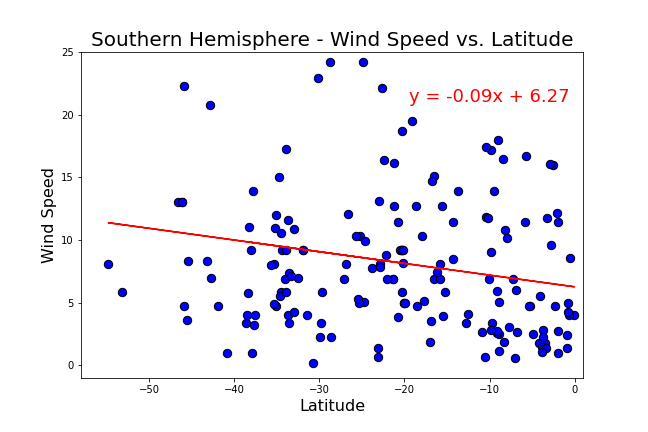 Southern Hemisphere - Wind Speed vs. Latitude
y = -0.09x + 6.27
Wind Speed
25
20
15
10
5
0
−50 −40 −30 −20 −10 0
Latitude